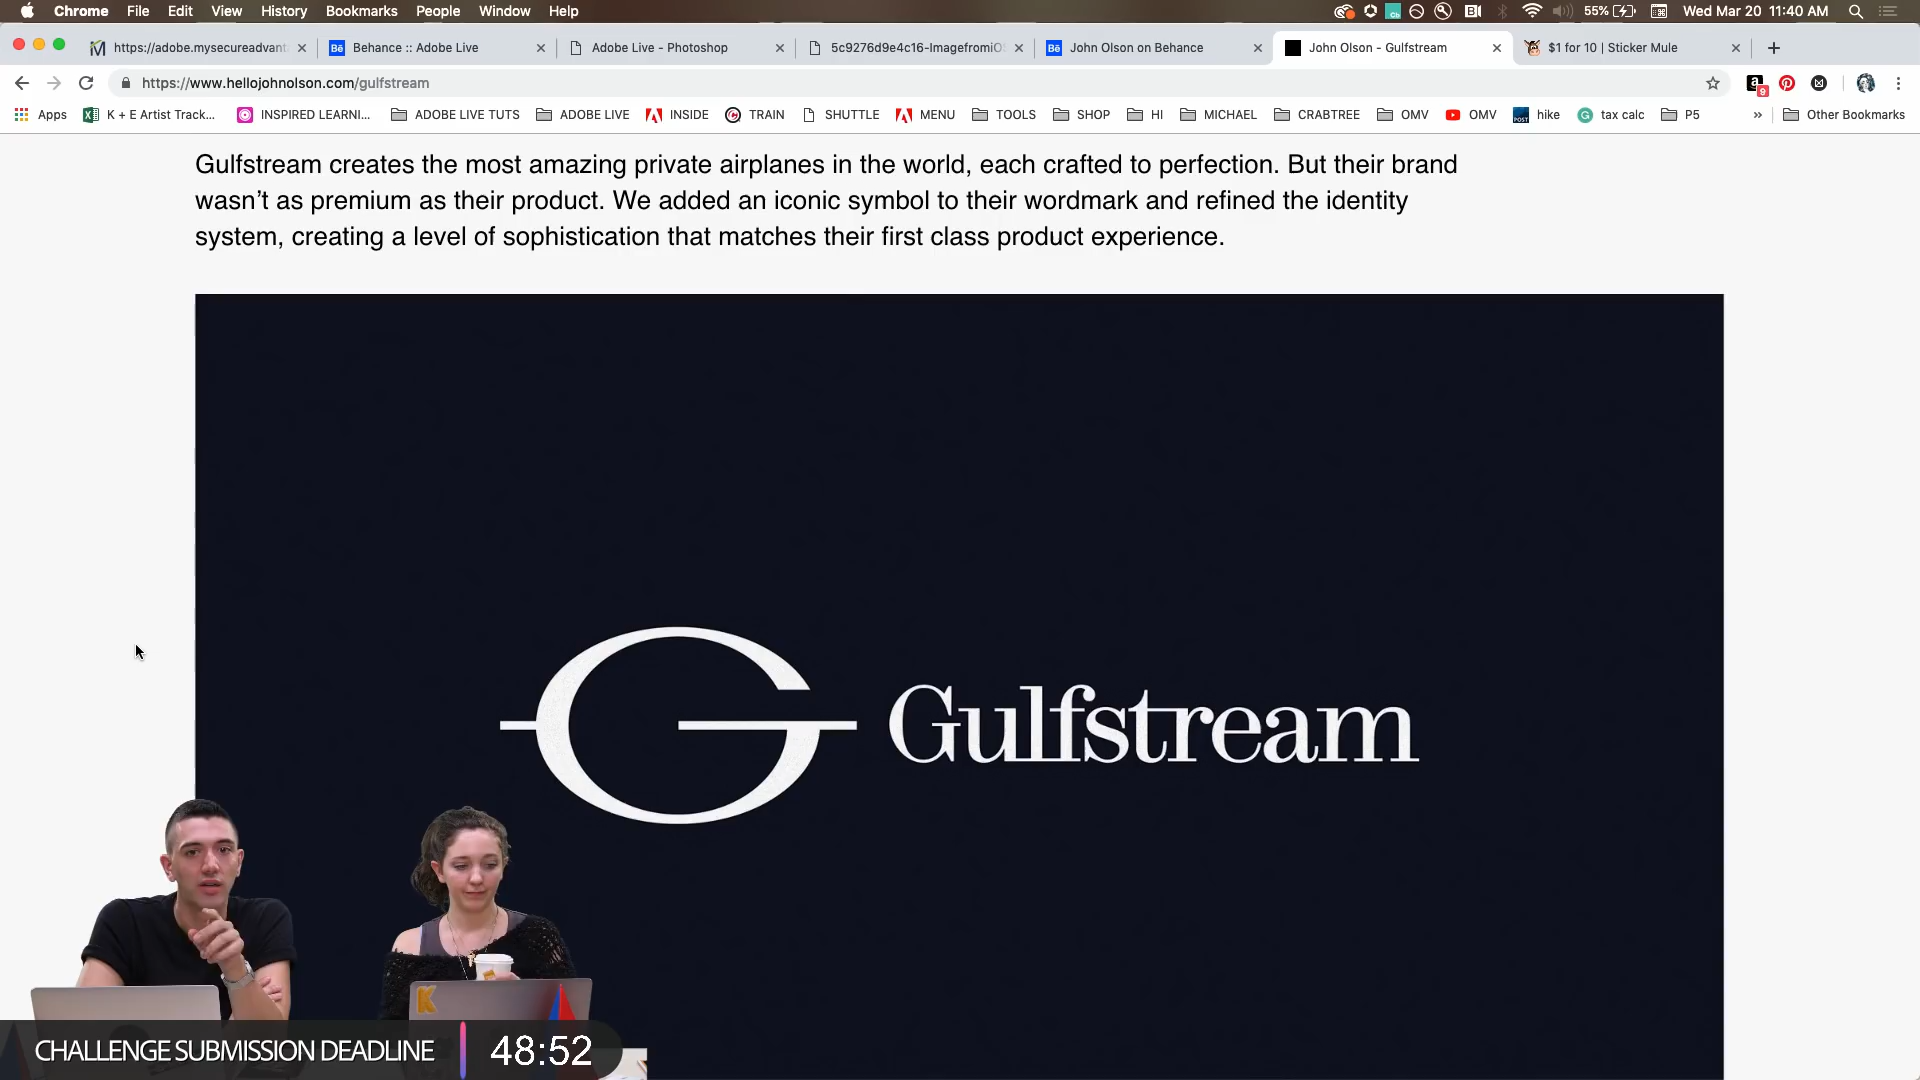 Chrome File Edit View History Bookmarks People Window Help 55% Wed Mar 20 11:40 AM
https://adobe.mysecureadvant Behance :: Adobe Live Adobe Live - Photoshop 5c9276d9e4c16-ImagefromiO John Olson on Behance John Olson - Gulfstream $1 for 10 | Sticker Mule
https://www.hellojohnolson.com/gulfstream
Apps K + E Artist Track... INSPIRED LEARNI... ADOBE LIVE TUTS ADOBE LIVE INSIDE TRAIN SHUTTLE MENU TOOLS SHOP HI MICHAEL CRABTREE OMV OMV hike tax calc P5 » Other Bookmarks
Gulfstream creates the most amazing private airplanes in the world, each crafted to perfection. But their brand
wasn’t as premium as their product. We added an iconic symbol to their wordmark and refined the identity
system, creating a level of sophistication that matches their first class product experience.
G Gulfstream
K
CHALLENGE SUBMISSION DEADLINE 48:52